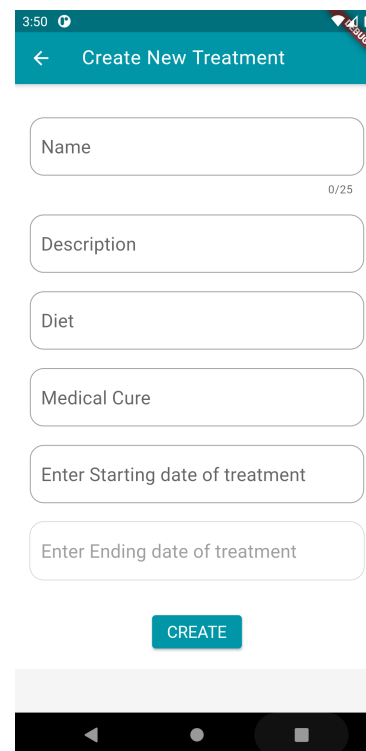 3:50
Create New Treatment
Name
0/25
Description
Diet
Medical Cure
Enter Starting date of treatment
Enter Ending date of treatment
CREATE